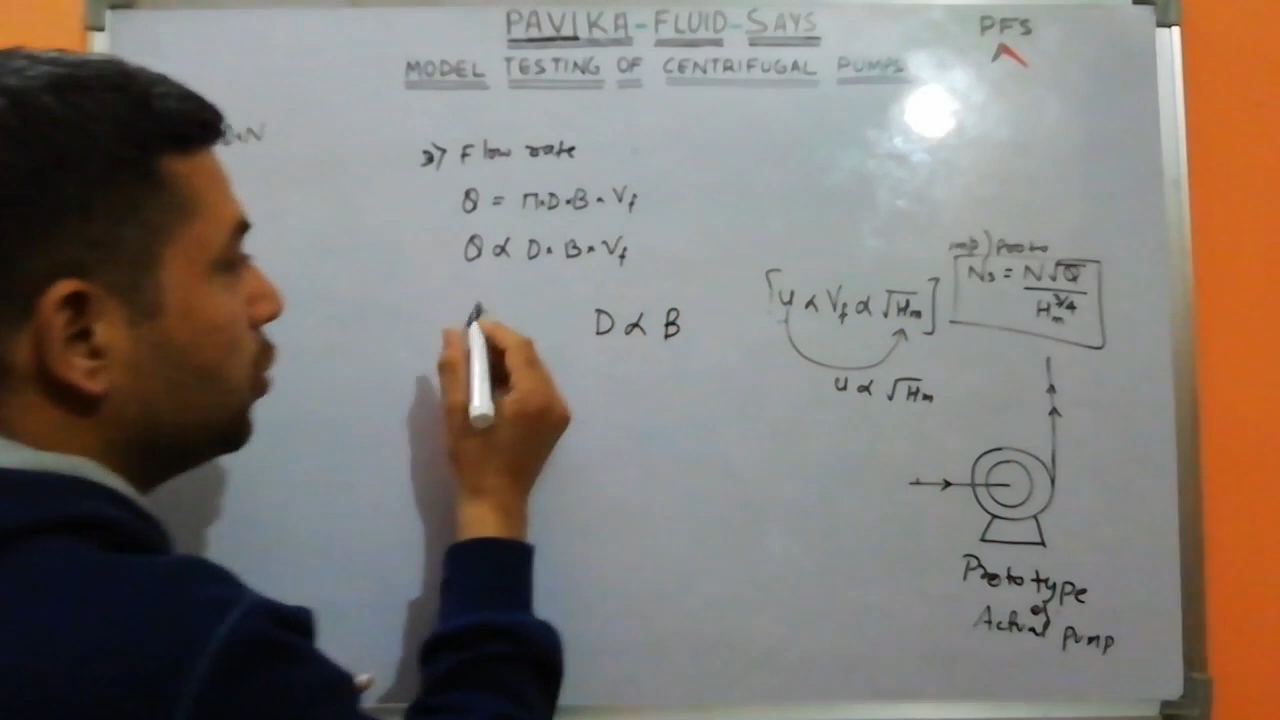 PAVIKA-FLUID-SAYS
PFS
MODEL TESTING OF CENTRIFUGAL PUMPS
3) Flow rate
Q = π.D.B.Vf
Q ∝ D.B.Vf
D ∝ B
[u ∝ Vf ∝ √Hm]
u ∝ √Hm
Ns = N√Q / Hm^3/4
Prototype
Actual pump